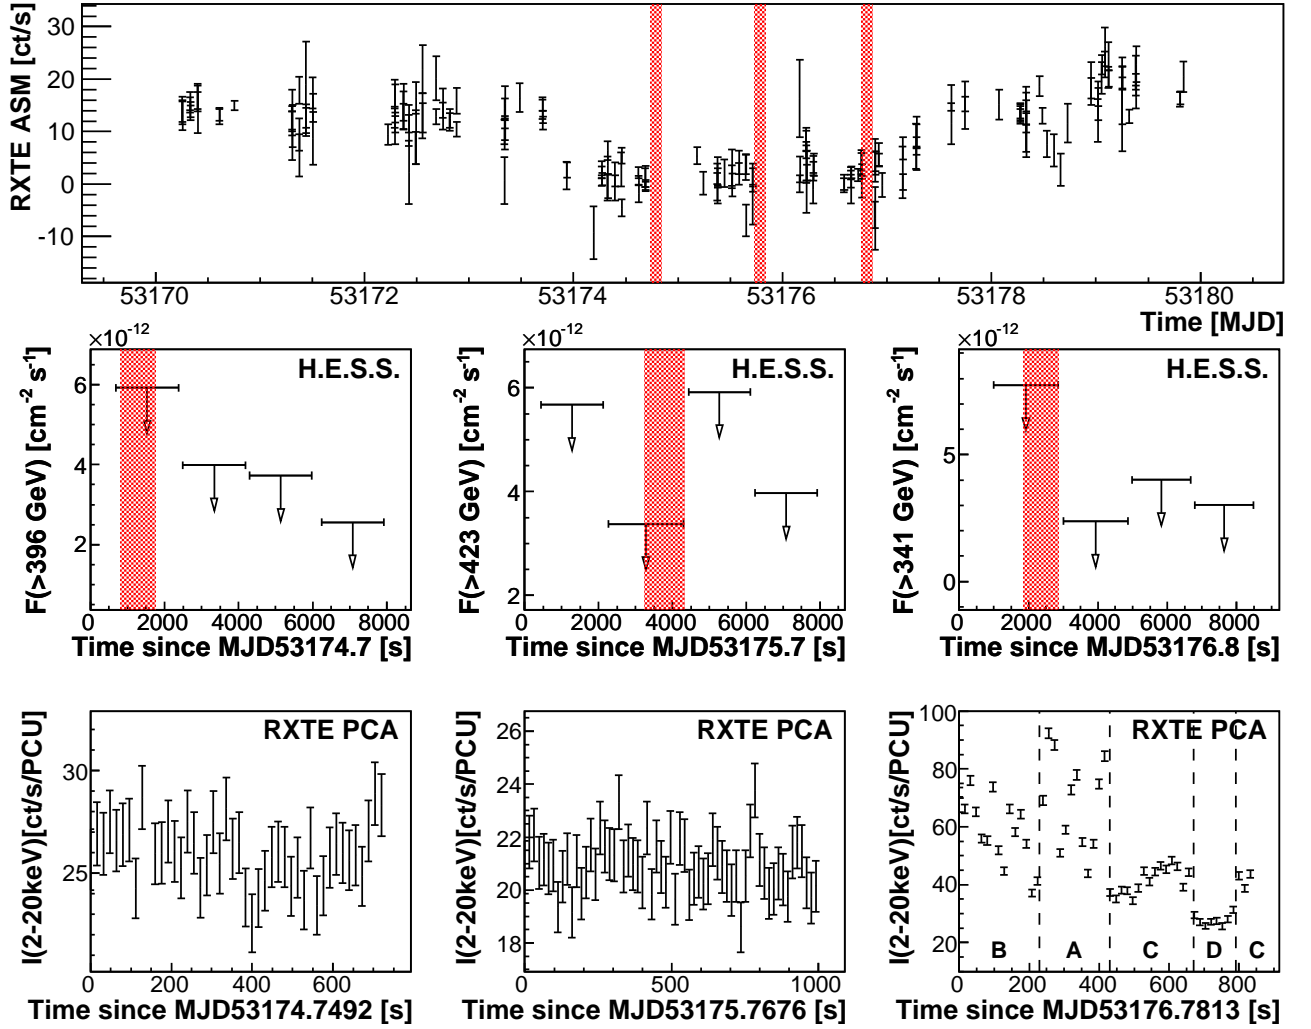 RXTE ASM [ct/s]
30
20
10
0
-10
53170 53172 53174 53176 53178 53180
Time [MJD]
×10⁻¹²
F(>396 GeV) [cm⁻² s⁻¹]
H.E.S.S.
6
4
2
0 2000 4000 6000 8000
Time since MJD53174.7 [s]
×10⁻¹²
F(>423 GeV) [cm⁻² s⁻¹]
H.E.S.S.
6
4
2
0 2000 4000 6000 8000
Time since MJD53175.7 [s]
×10⁻¹²
F(>341 GeV) [cm⁻² s⁻¹]
H.E.S.S.
5
0
0 2000 4000 6000 8000
Time since MJD53176.8 [s]
I(2-20keV)[ct/s/PCU]
RXTE PCA
30
25
0 200 400 600
Time since MJD53174.7492 [s]
I(2-20keV)[ct/s/PCU]
RXTE PCA
26
24
22
20
18
0 500 1000
Time since MJD53175.7676 [s]
I(2-20keV)[ct/s/PCU]
RXTE PCA
100
80
60
40
20
B A C D C
0 200 400 600 800
Time since MJD53176.7813 [s]